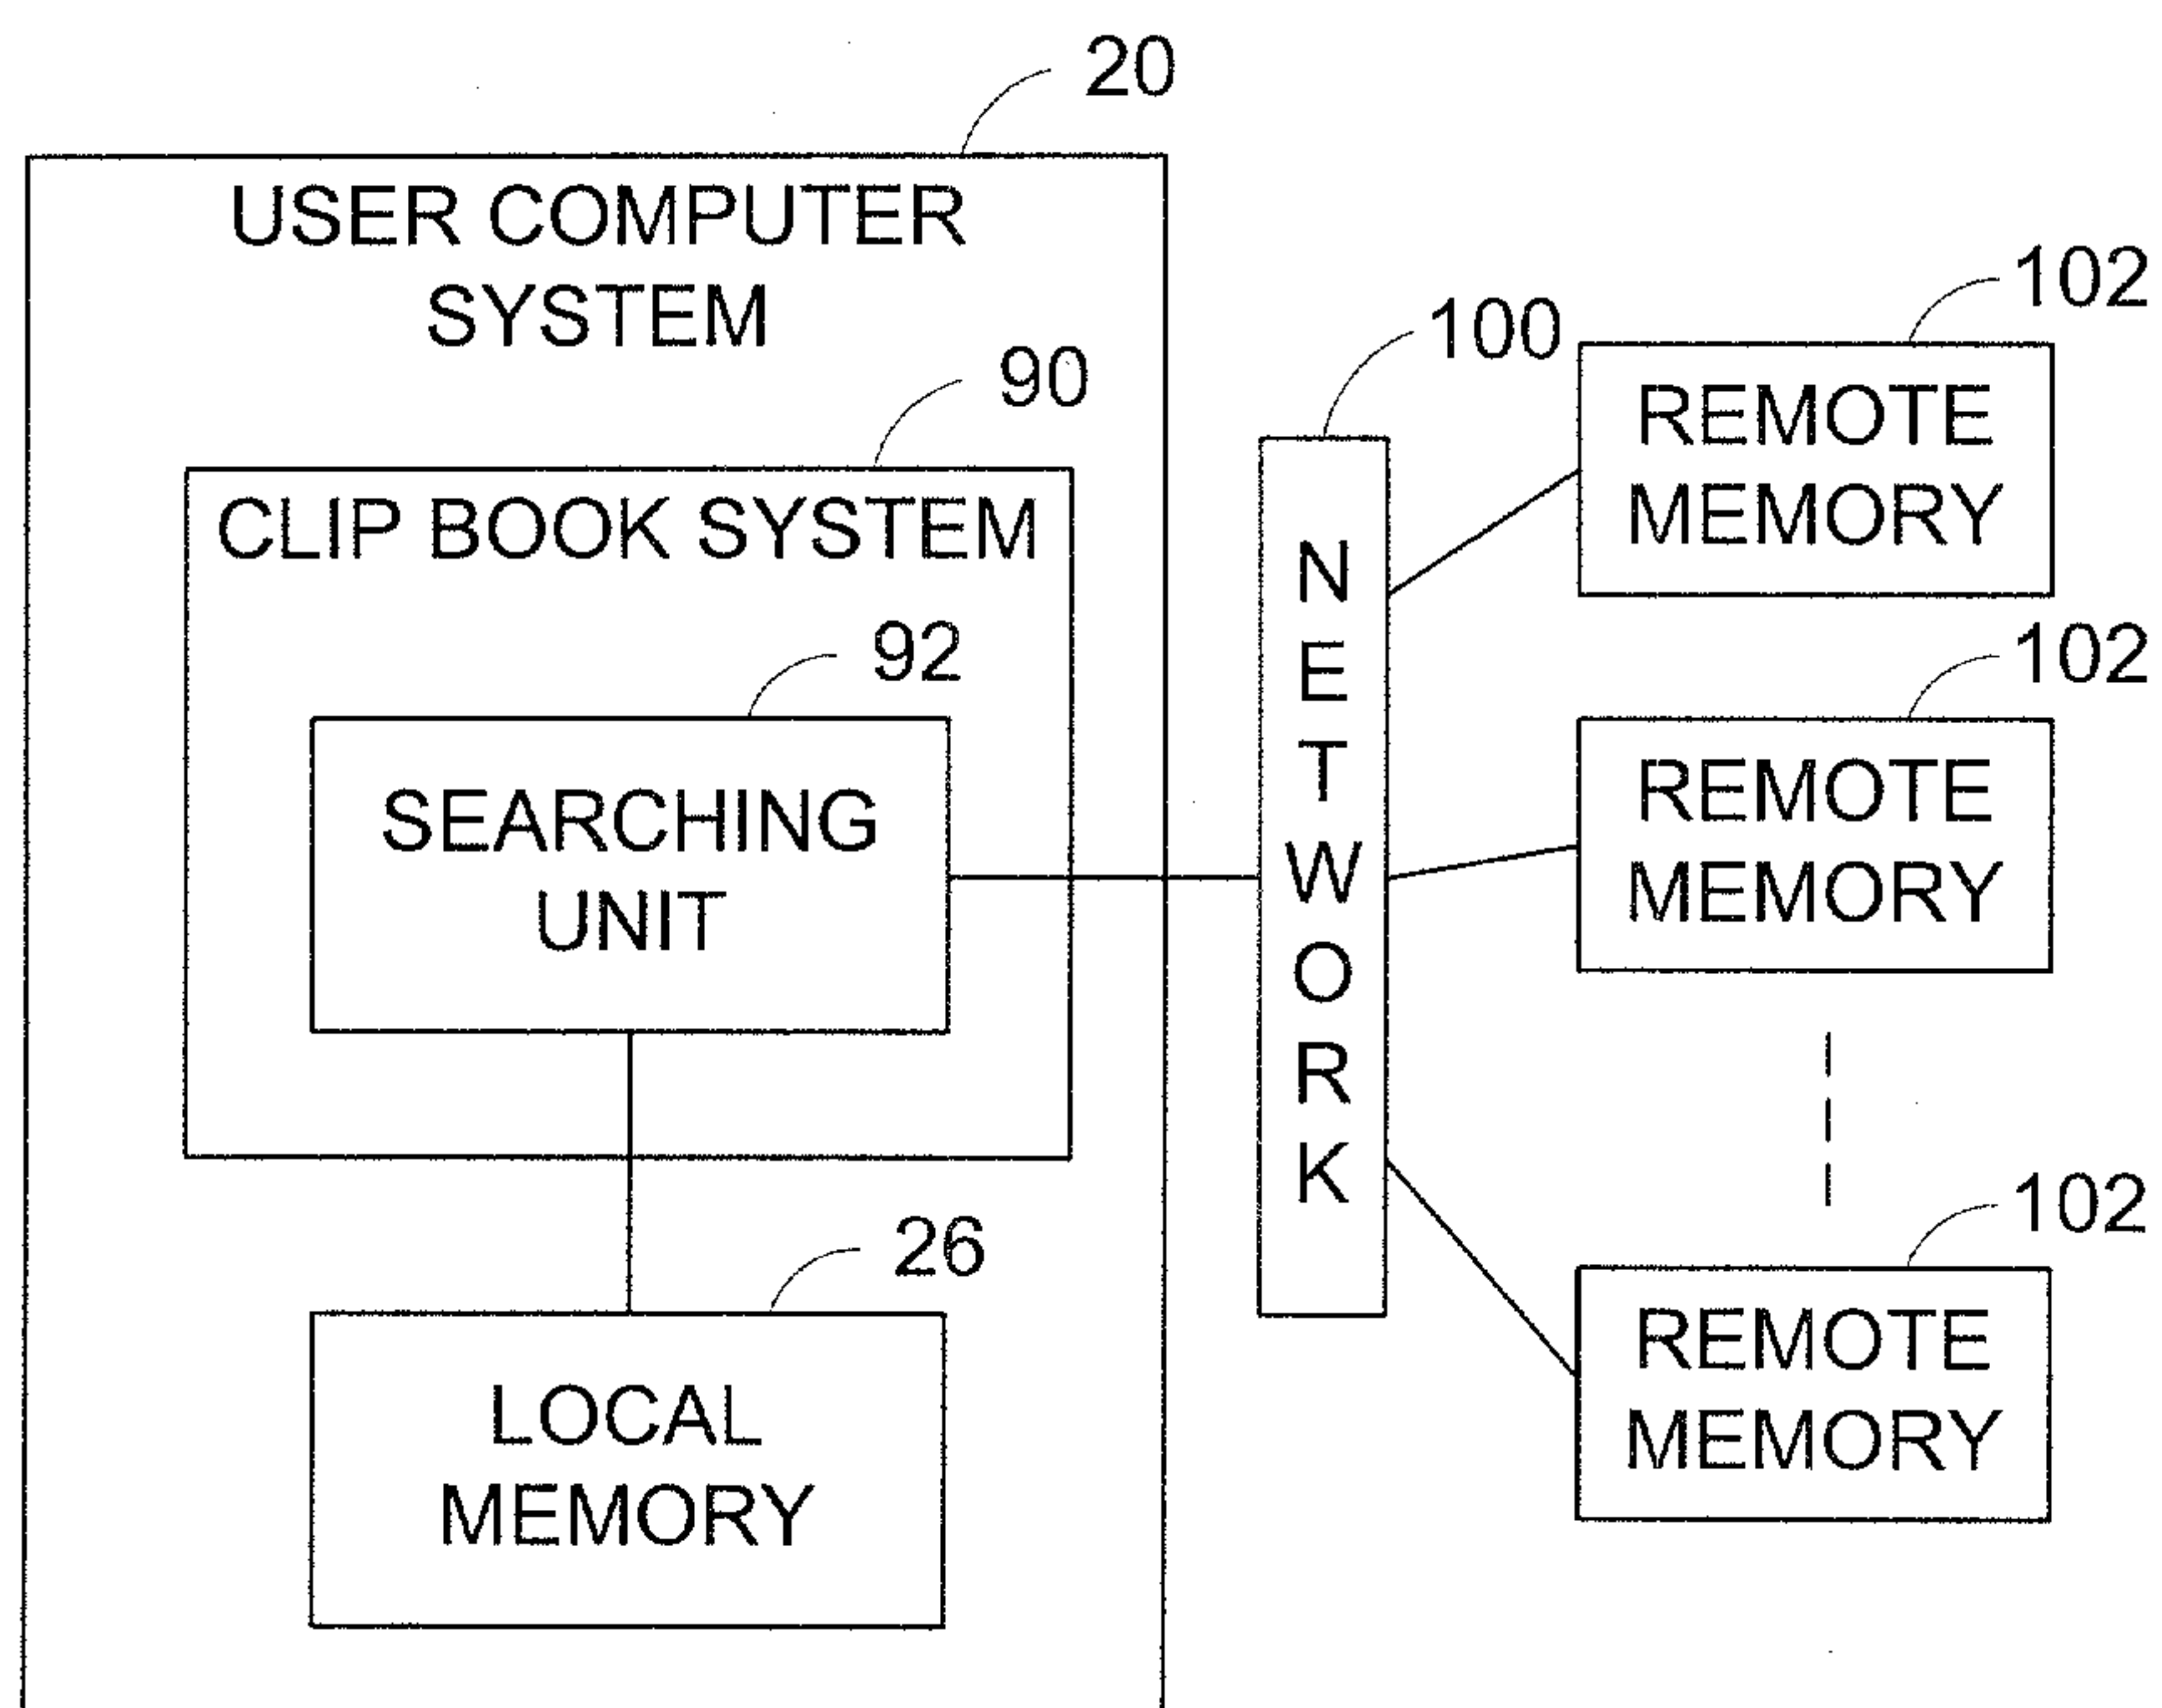 20
USER COMPUTER
SYSTEM
90
CLIP BOOK SYSTEM
92
SEARCHING
UNIT
26
LOCAL
MEMORY
100
NETWORK
102
REMOTE
MEMORY
102
REMOTE
MEMORY
102
REMOTE
MEMORY